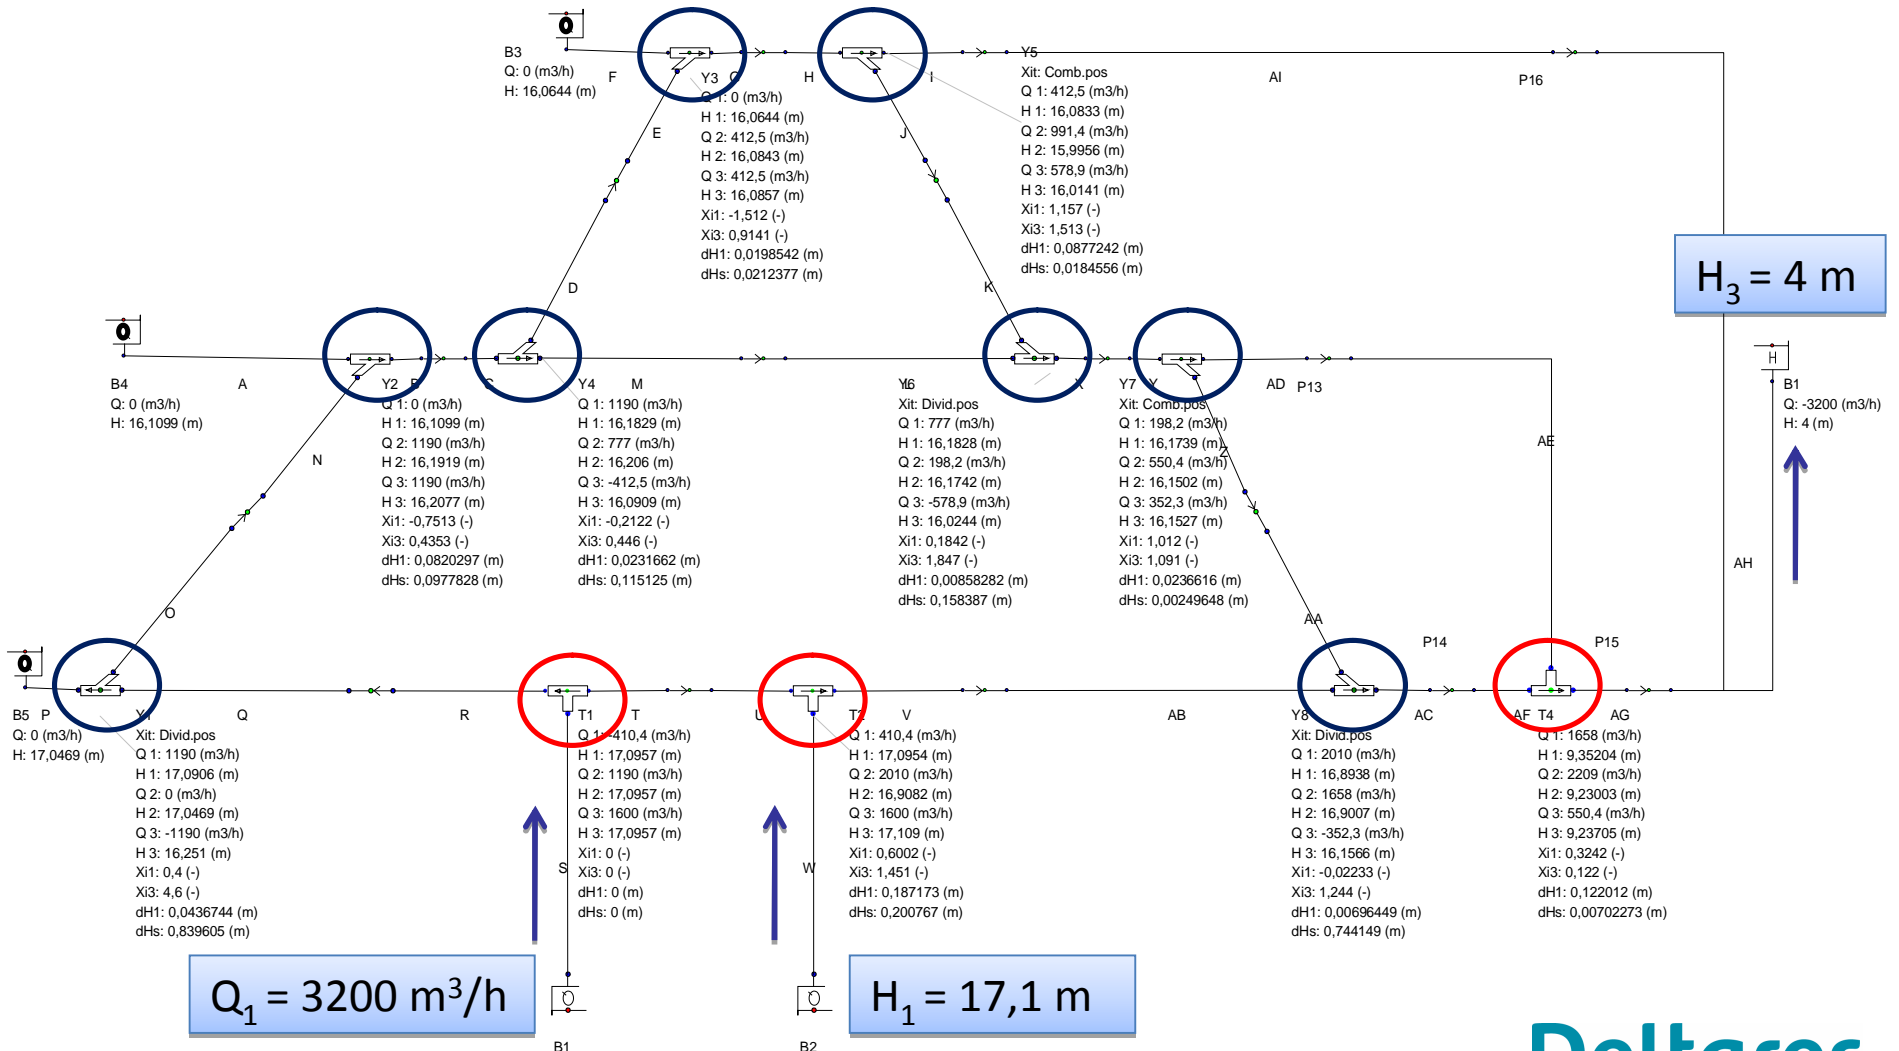 B3
Q: 0 (m3/h)
H: 16,0644 (m)
F
Y3
G
H
I
Q 1: 0 (m3/h)
H 1: 16,0644 (m)
Q 2: 412,5 (m3/h)
H 2: 16,0843 (m)
Q 3: 412,5 (m3/h)
H 3: 16,0857 (m)
Xi1: -1,512 (-)
Xi3: 0,9141 (-)
dH1: 0,0198542 (m)
dHs: 0,0212377 (m)
Y5
Xit: Comb.pos
Q 1: 412,5 (m3/h)
H 1: 16,0833 (m)
Q 2: 991,4 (m3/h)
H 2: 15,9956 (m)
Q 3: 578,9 (m3/h)
H 3: 16,0141 (m)
Xi1: 1,157 (-)
Xi3: 1,513 (-)
dH1: 0,0877242 (m)
dHs: 0,0184556 (m)
AI
P16
E
J
D
K
H3 = 4 m
H
B1
Q: -3200 (m3/h)
H: 4 (m)
B4
Q: 0 (m3/h)
H: 16,1099 (m)
A
Y2
B
C
Q 1: 0 (m3/h)
H 1: 16,1099 (m)
Q 2: 1190 (m3/h)
H 2: 16,1919 (m)
Q 3: 1190 (m3/h)
H 3: 16,2077 (m)
Xi1: -0,7513 (-)
Xi3: 0,4353 (-)
dH1: 0,0820297 (m)
dHs: 0,0977828 (m)
Y4
M
Q 1: 1190 (m3/h)
H 1: 16,1829 (m)
Q 2: 777 (m3/h)
H 2: 16,206 (m)
Q 3: -412,5 (m3/h)
H 3: 16,0909 (m)
Xi1: -0,2122 (-)
Xi3: 0,446 (-)
dH1: 0,0231662 (m)
dHs: 0,115125 (m)
Y6
L
X
Xit: Divid.pos
Q 1: 777 (m3/h)
H 1: 16,1828 (m)
Q 2: 198,2 (m3/h)
H 2: 16,1742 (m)
Q 3: -578,9 (m3/h)
H 3: 16,0244 (m)
Xi1: 0,1842 (-)
Xi3: 1,847 (-)
dH1: 0,00858282 (m)
dHs: 0,158387 (m)
Y7
Y
Xit: Comb.pos
Q 1: 198,2 (m3/h)
H 1: 16,1739 (m)
Q 2: 550,4 (m3/h)
H 2: 16,1502 (m)
Q 3: 352,3 (m3/h)
H 3: 16,1527 (m)
Xi1: 1,012 (-)
Xi3: 1,091 (-)
dH1: 0,0236616 (m)
dHs: 0,00249648 (m)
AD
P13
Z
AE
N
O
AA
AH
P14
P15
B5
P
Q: 0 (m3/h)
H: 17,0469 (m)
Y1
Q
R
Xit: Divid.pos
Q 1: 1190 (m3/h)
H 1: 17,0906 (m)
Q 2: 0 (m3/h)
H 2: 17,0469 (m)
Q 3: -1190 (m3/h)
H 3: 16,251 (m)
Xi1: 0,4 (-)
Xi3: 4,6 (-)
dH1: 0,0436744 (m)
dHs: 0,839605 (m)
T1
T
U
Q 1: -410,4 (m3/h)
H 1: 17,0957 (m)
Q 2: 1190 (m3/h)
H 2: 17,0957 (m)
Q 3: 1600 (m3/h)
H 3: 17,0957 (m)
Xi1: 0 (-)
Xi3: 0 (-)
dH1: 0 (m)
dHs: 0 (m)
S
T2
V
AB
Q 1: 410,4 (m3/h)
H 1: 17,0954 (m)
Q 2: 2010 (m3/h)
H 2: 16,9082 (m)
Q 3: 1600 (m3/h)
H 3: 17,109 (m)
Xi1: 0,6002 (-)
Xi3: 1,451 (-)
dH1: 0,187173 (m)
dHs: 0,200767 (m)
W
Y8
AC
Xit: Divid.pos
Q 1: 2010 (m3/h)
H 1: 16,8938 (m)
Q 2: 1658 (m3/h)
H 2: 16,9007 (m)
Q 3: -352,3 (m3/h)
H 3: 16,1566 (m)
Xi1: -0,02233 (-)
Xi3: 1,244 (-)
dH1: 0,00696449 (m)
dHs: 0,744149 (m)
AF
T4
AG
Q 1: 1658 (m3/h)
H 1: 9,35204 (m)
Q 2: 2209 (m3/h)
H 2: 9,23003 (m)
Q 3: 550,4 (m3/h)
H 3: 9,23705 (m)
Xi1: 0,3242 (-)
Xi3: 0,122 (-)
dH1: 0,122012 (m)
dHs: 0,00702273 (m)
Q1 = 3200 m³/h
H1 = 17,1 m
B1
B2
Deltares